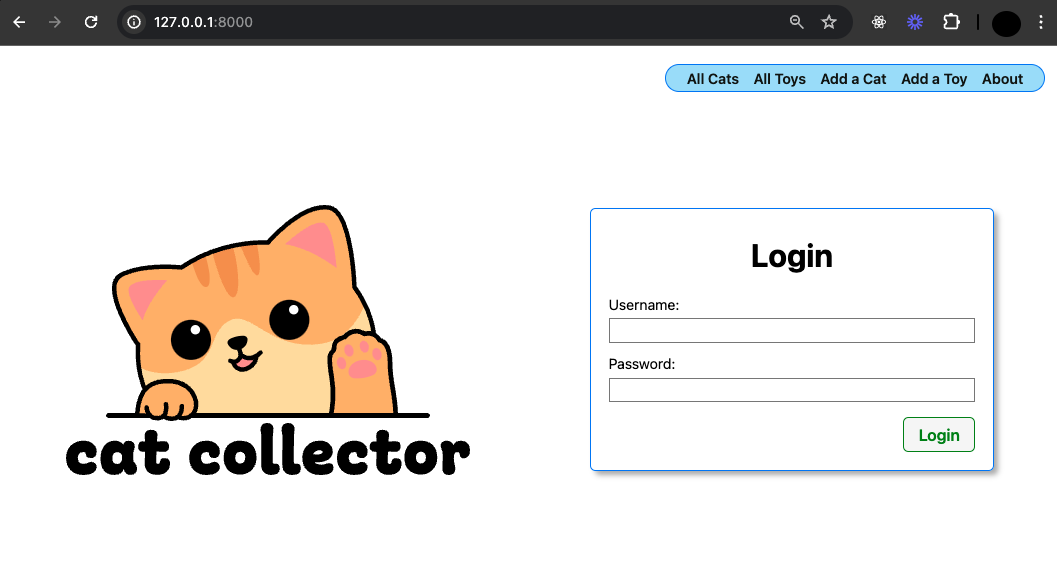 127.0.0.1:8000
All Cats All Toys Add a Cat Add a Toy About
Login
Username:
Password:
Login
cat collector